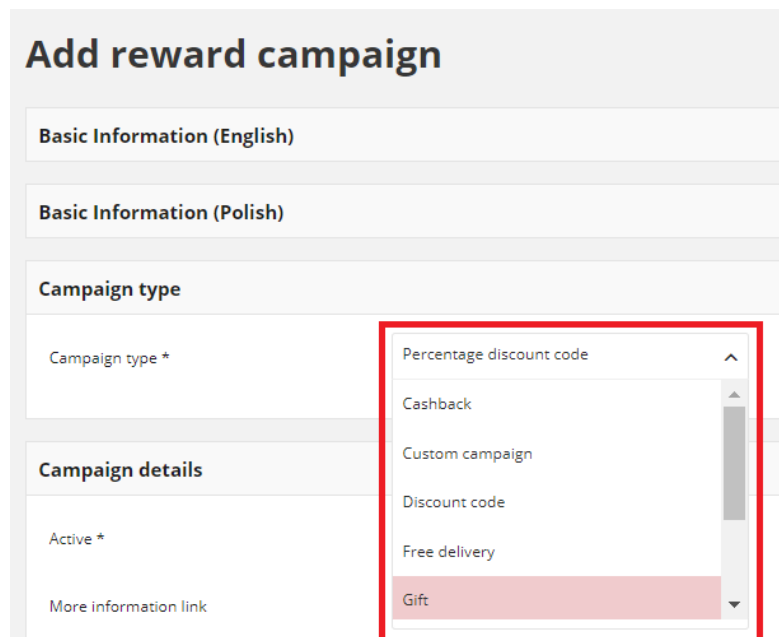 Add reward campaign
Basic Information (English)
Basic Information (Polish)
Campaign type
Campaign type *
Percentage discount code
Cashback
Custom campaign
Discount code
Free delivery
Gift
Campaign details
Active *
More information link